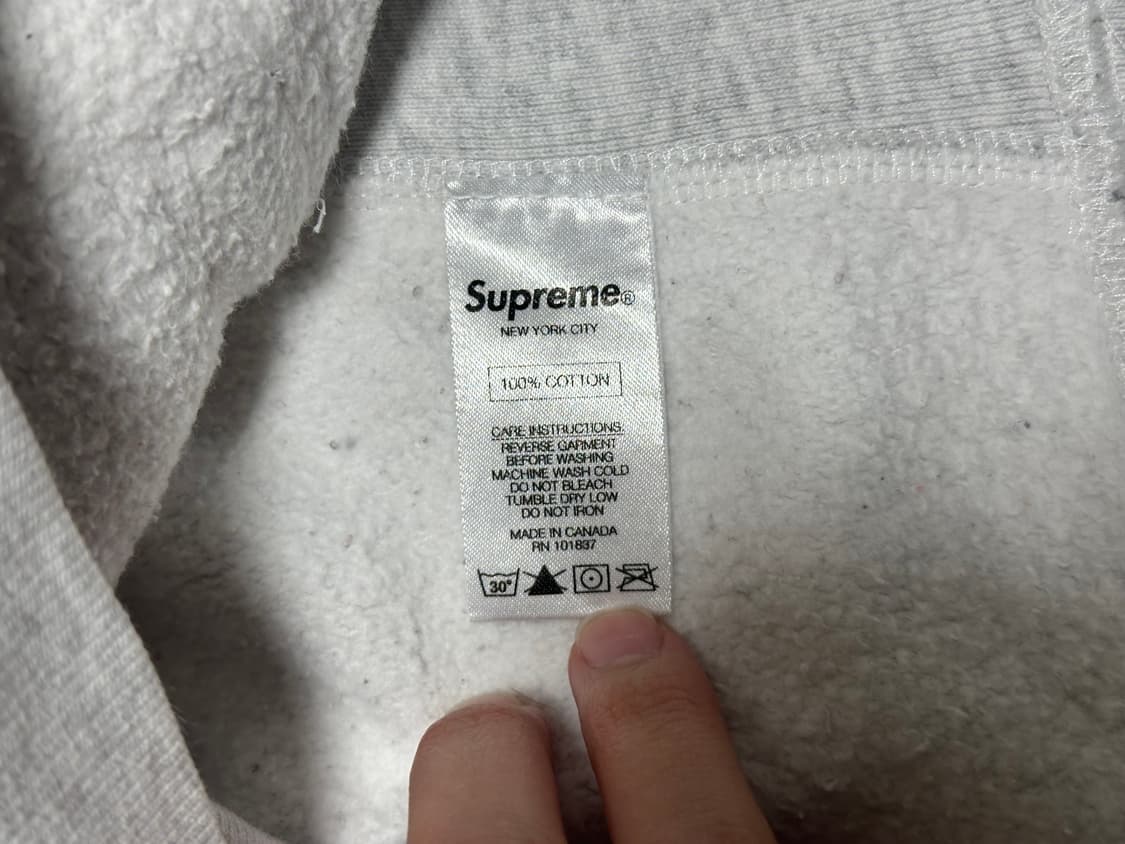 Supreme®
NEW YORK CITY
100% COTTON
CARE INSTRUCTIONS:
REVERSE GARMENT
BEFORE WASHING
MACHINE WASH COLD
DO NOT BLEACH
TUMBLE DRY LOW
DO NOT IRON
MADE IN CANADA
RN 101837
30°